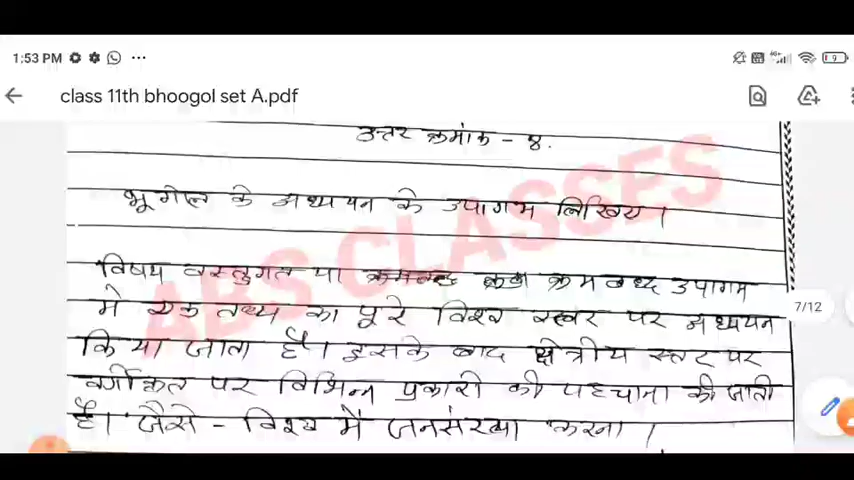 1:53 PM ...
9
class 11th bhoogol set A.pdf
उत्तर क्रमांक - 8.
भूगोल के अध्ययन के उपागम लिखिय।
ABS CLASSES
विषय वस्तुगत या क्रमबद्ध उपागम
मे एक तथ्य का पूरे विश्व स्तर पर अध्ययन
7/12
किया जाता है। इसके बाद क्षेत्रीय स्तर पर
वर्गीकृत पर विभिन्न प्रकारो की पहचाना की जाती
है। जैसे - विश्व में जनसंख्या करना।